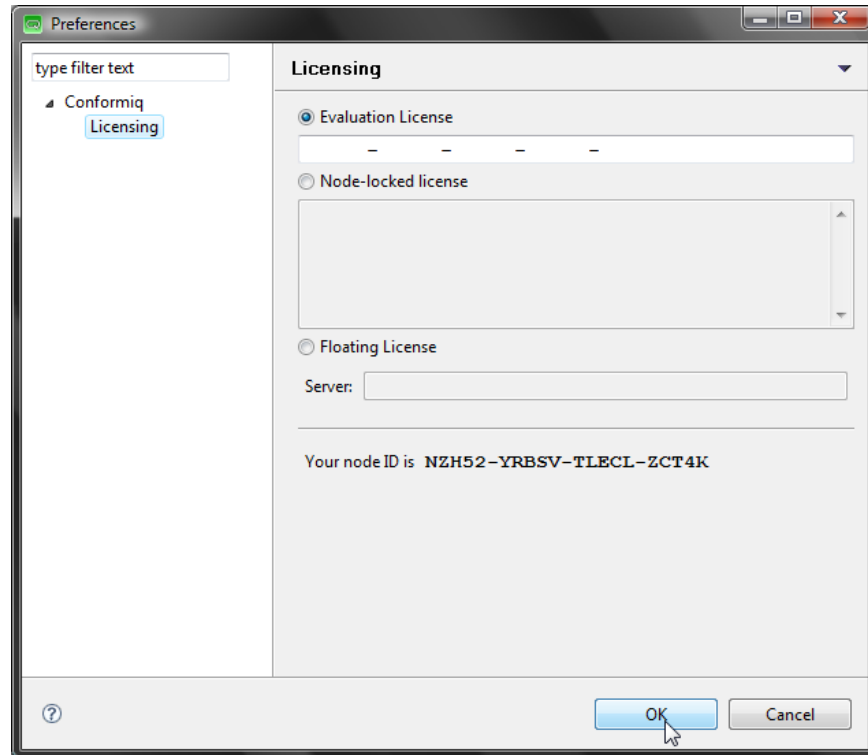 Preferences
type filter text
Conformiq
Licensing
Licensing
Evaluation License
– – – –
Node-locked license
Floating License
Server:
Your node ID is NZH52-YRBSV-TLECL-ZCT4K
OK
Cancel